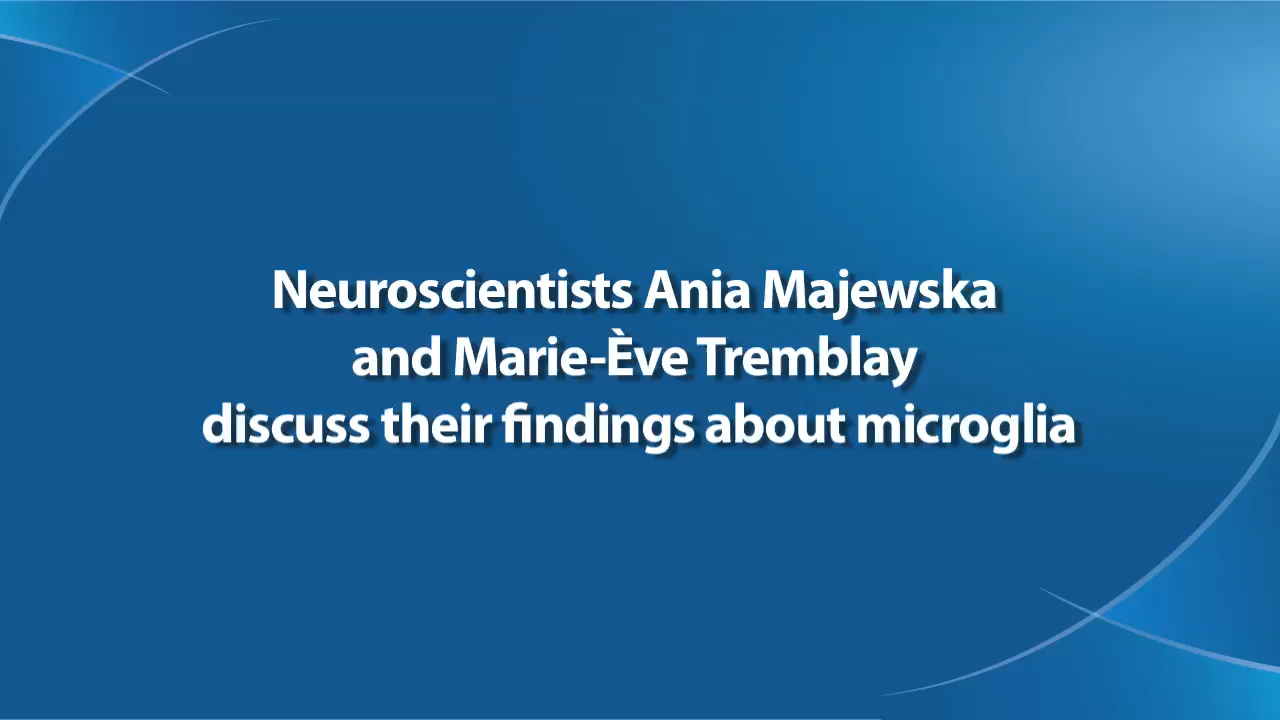 Neuroscientists Ania Majewska
and Marie-Ève Tremblay
discuss their findings about microglia